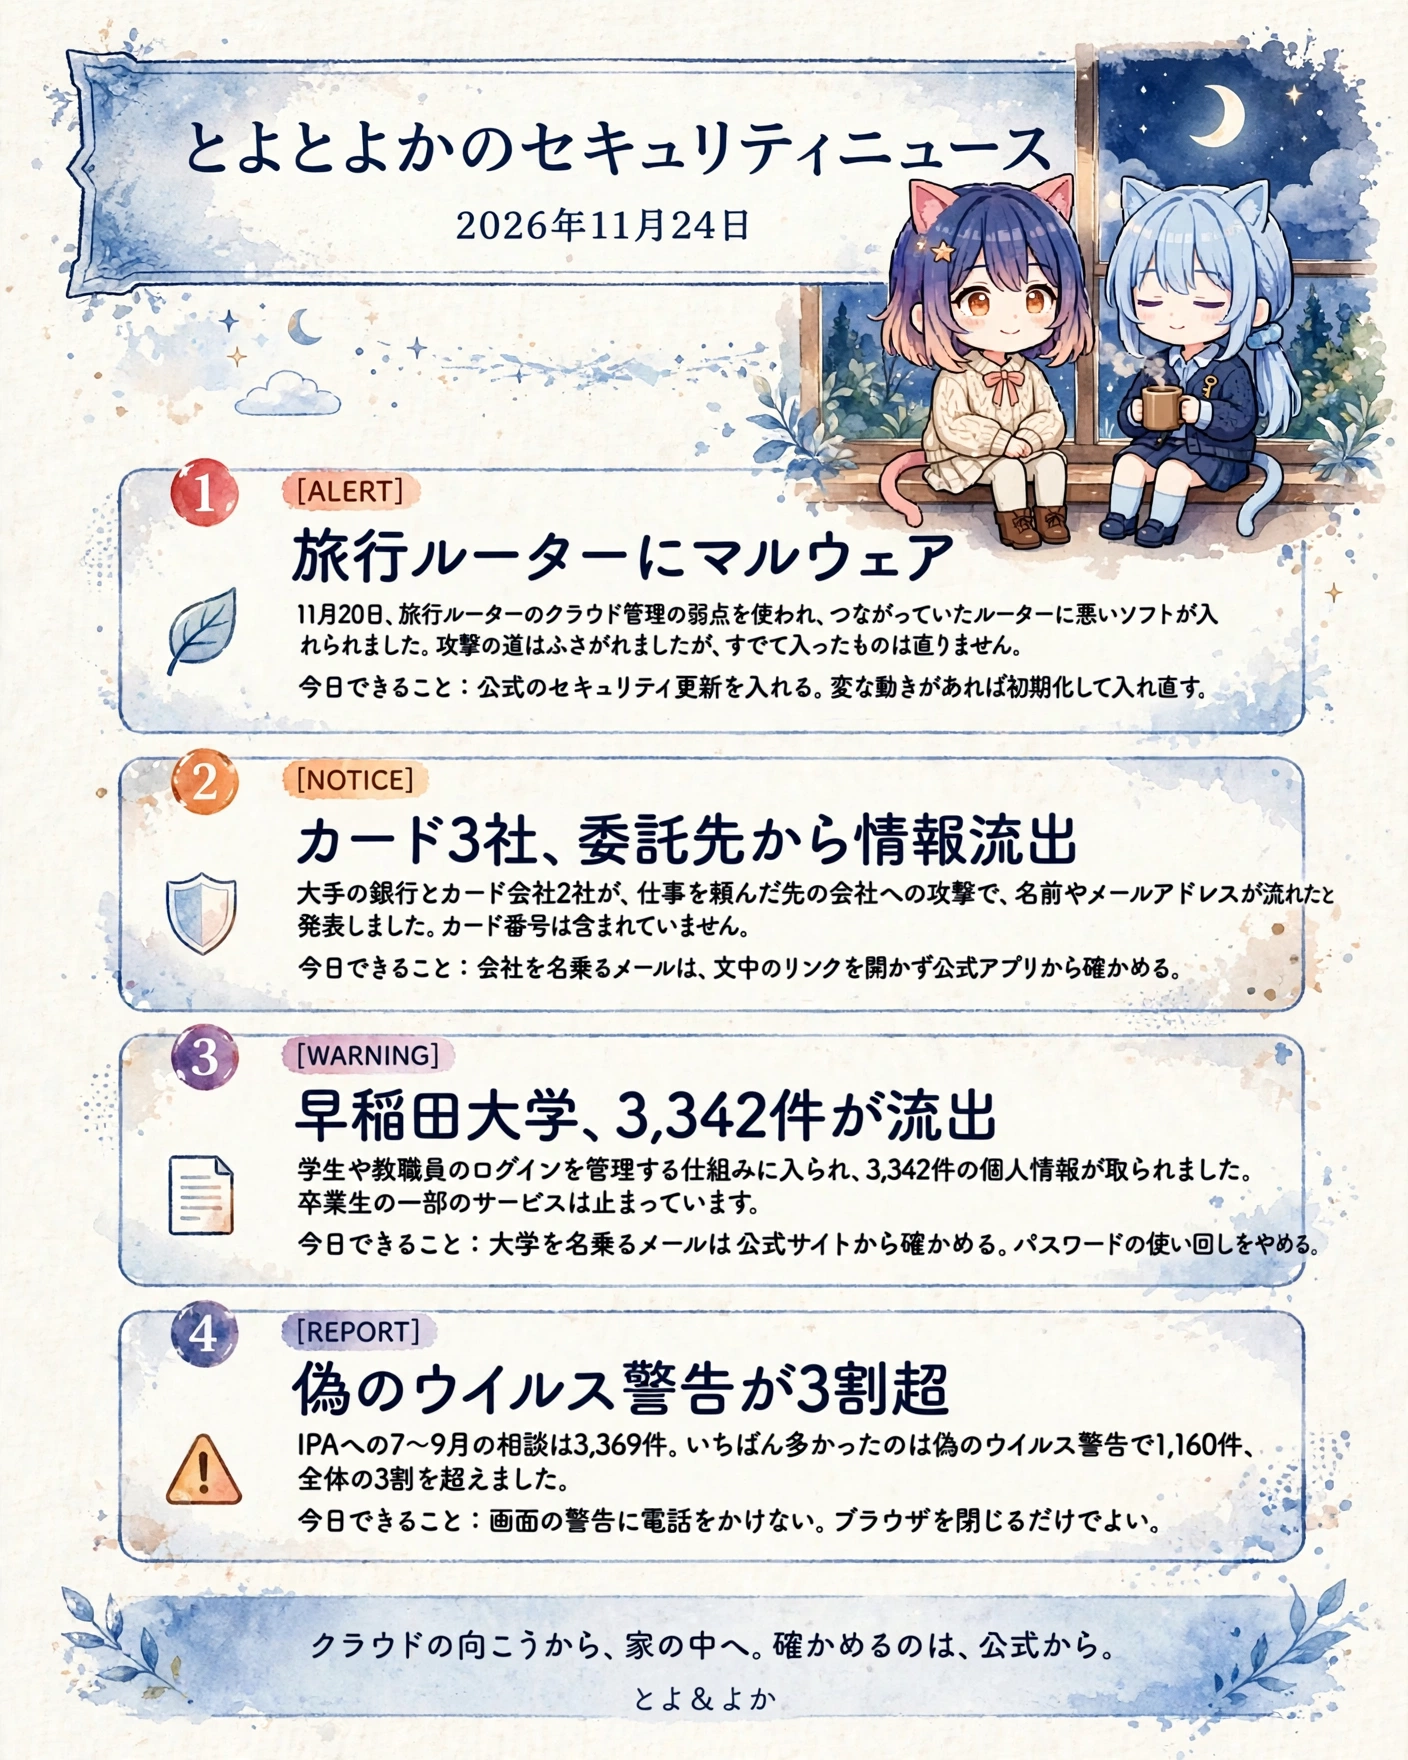 とよとよかのセキュリティニュース
2026年11月24日
1
[ALERT]
旅行ルーターにマルウェア
11月20日、旅行ルーターのクラウド管理の弱点を使われ、つながっていたルーターに悪いソフトが入
れられました。攻撃の道はふさがれましたが、すでて入ったものは直りません。
今日できること：公式のセキュリティ更新を入れる。変な動きがあれば初期化して入れ直す。
2
[NOTICE]
カード3社、委託先から情報流出
大手の銀行とカード会社2社が、仕事を頼んだ先の会社への攻撃で、名前やメールアドレスが流れたと
発表しました。カード番号は含まれていません。
今日できること：会社を名乗るメールは、文中のリンクを開かず公式アプリから確かめる。
3
[WARNING]
早稲田大学、3,342件が流出
学生や教職員のログインを管理する仕組みに入られ、3,342件の個人情報が取られました。
卒業生の一部のサービスは止まっています。
今日できること：大学を名乗るメールは公式サイトから確かめる。パスワードの使い回しをやめる。
4
[REPORT]
偽のウイルス警告が3割超
IPAへの7〜9月の相談は3,369件。いちばん多かったのは偽のウイルス警告で1,160件、
全体の3割を超えました。
今日できること：画面の警告に電話をかけない。ブラウザを閉じるだけでよい。
クラウドの向こうから、家の中へ。確かめるのは、公式から。
とよ＆よか